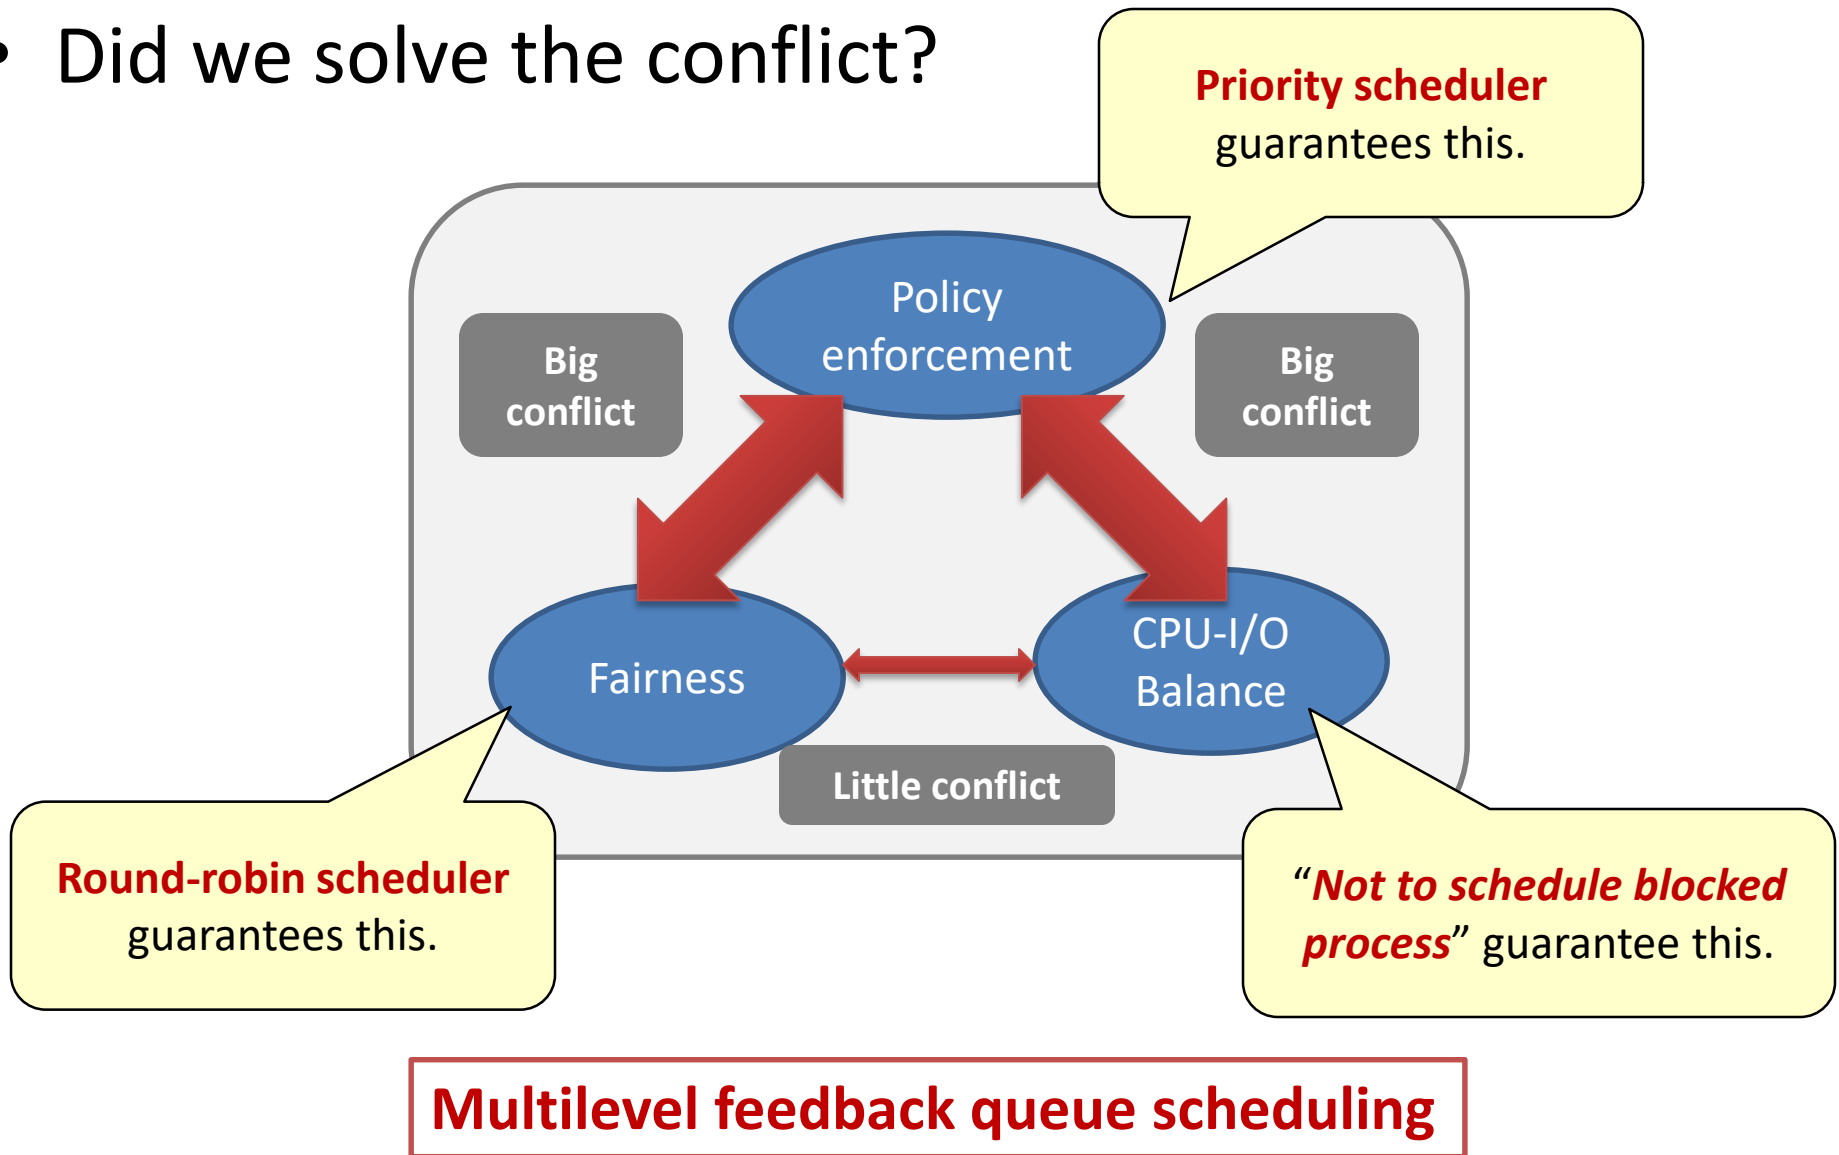 • Did we solve the conflict?
Priority scheduler
guarantees this.
Policy
enforcement
Big
conflict
Big
conflict
Fairness
CPU-I/O
Balance
Little conflict
Round-robin scheduler
guarantees this.
“Not to schedule blocked
process” guarantee this.
Multilevel feedback queue scheduling